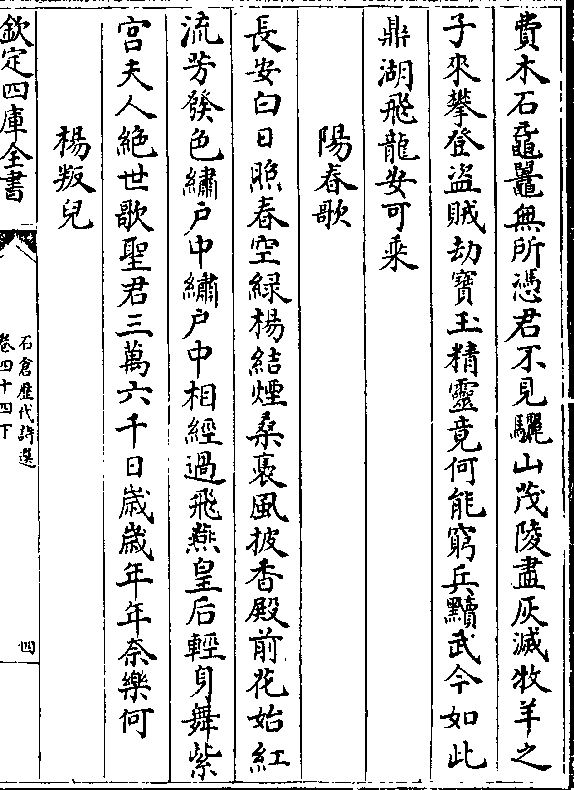 費木石黿鼉無所憑君不見驪山茂陵盡灰滅牧羊之
子來攀登盜賊劫寶玉精靈竟何能窮兵黷武今如此
鼎湖飛龍安可乘
陽春歌
長安白日照春空緑楊結煙桑裊風披香殿前花始紅
流芳發色繡户中繡户中相經過飛燕皇后輕身舞紫
宫夫人絶世歌聖君三萬六千日嵗嵗年年奈樂何
楊叛兒
欽定四庫全書
石倉歴代詩選
卷四十四下
四